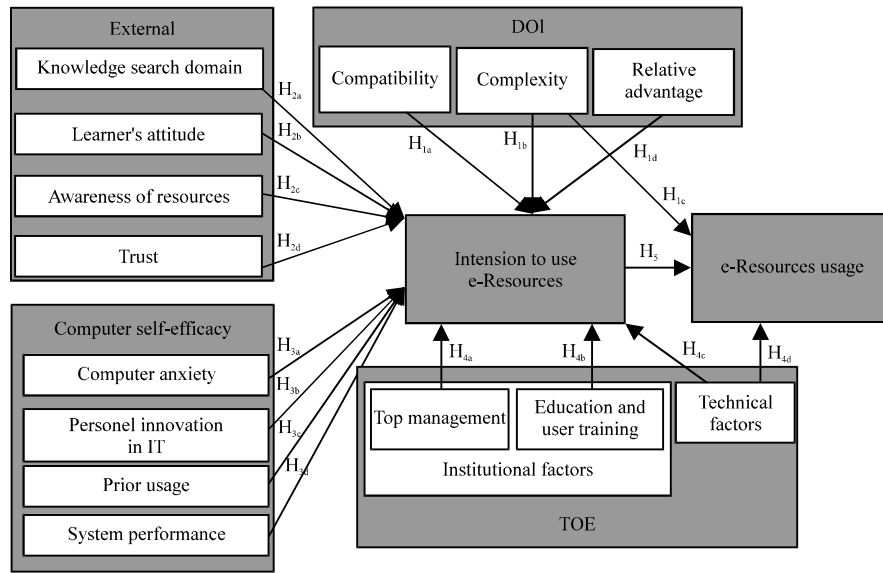 External
Knowledge search domain
Learner's attitude
Awareness of resources
Trust
H2a
H2b
H2c
H2d
DOI
Compatibility
Complexity
Relative
advantage
H1a
H1b
H1d
H1c
Intension to use
e-Resources
H5
e-Resources usage
Computer self-efficacy
Computer anxiety
Personel innovation
in IT
Prior usage
System performance
H3a
H3b
H3c
H3d
H4a
H4b
H4c
H4d
Top management
Education and
user training
Technical
factors
Institutional factors
TOE